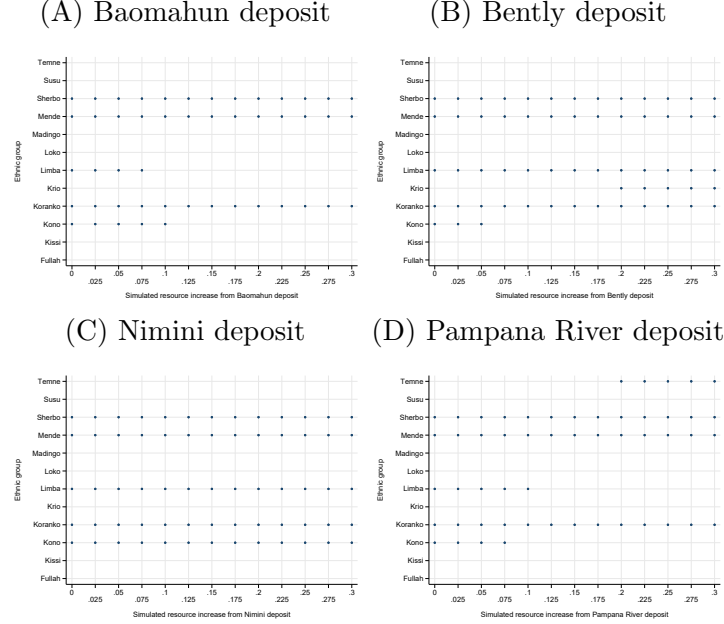 (A) Baomahun deposit
(B) Bently deposit
Temne
Susu
Sherbo
Mende
Madingo
Loko
Limba
Krio
Koranko
Kono
Kissi
Fullah
Ethnic group
0 .025 .05 .075 .1 .125 .15 .175 .2 .225 .25 .275 .3
Simulated resource increase from Baomahun deposit
Temne
Susu
Sherbo
Mende
Madingo
Loko
Limba
Krio
Koranko
Kono
Kissi
Fullah
Ethnic group
0 .025 .05 .075 .1 .125 .15 .175 .2 .225 .25 .275 .3
Simulated resource increase from Bently deposit
(C) Nimini deposit
(D) Pampana River deposit
Temne
Susu
Sherbo
Mende
Madingo
Loko
Limba
Krio
Koranko
Kono
Kissi
Fullah
Ethnic group
0 .025 .05 .075 .1 .125 .15 .175 .2 .225 .25 .275 .3
Simulated resource increase from Nimini deposit
Temne
Susu
Sherbo
Mende
Madingo
Loko
Limba
Krio
Koranko
Kono
Kissi
Fullah
Ethnic group
0 .025 .05 .075 .1 .125 .15 .175 .2 .225 .25 .275 .3
Simulated resource increase from Pampana River deposit